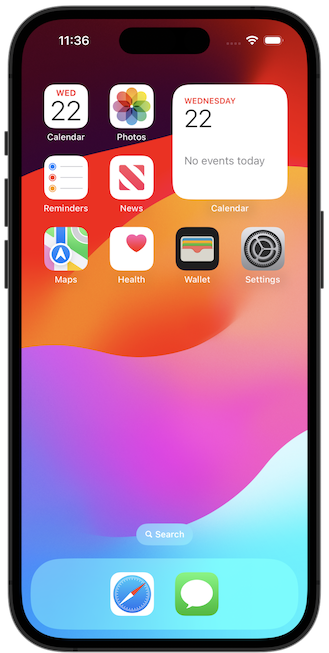 11:36
WED
22
Calendar
Photos
WEDNESDAY
22
No events today
Calendar
Reminders
News
Maps
Health
Wallet
Settings
Search